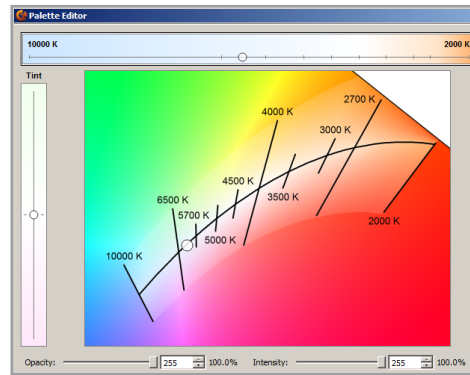 Palette Editor
10000 K 2000 K
Tint
2700 K
4000 K
3000 K
4500 K
3500 K
6500 K
5700 K
2000 K
5000 K
10000 K
Opacity: 255 100.0% Intensity: 255 100.0%